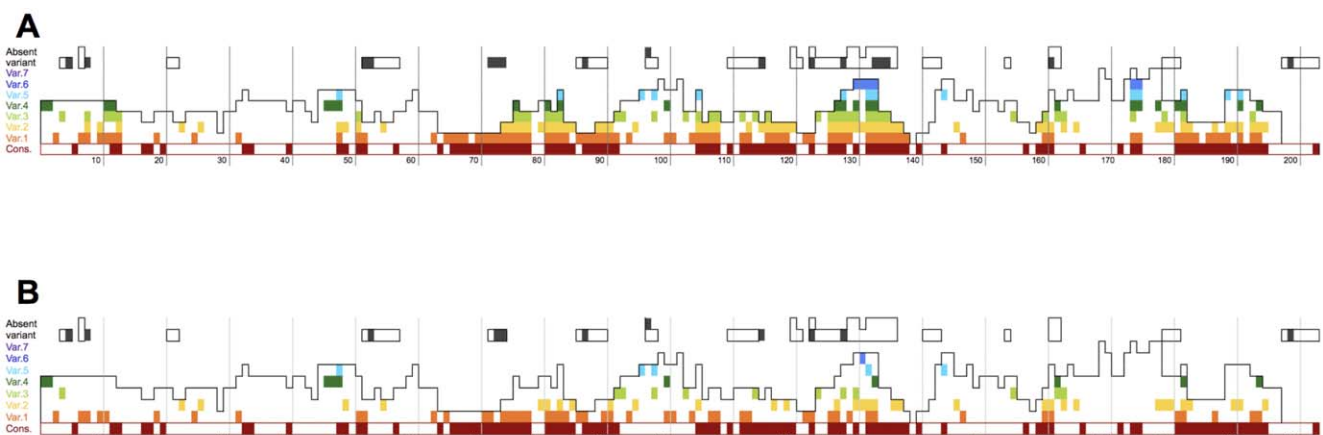 A
Absent
variant
Var.7
Var.6
Var.5
Var.4
Var.3
Var.2
Var.1
Cons.
10 20 30 40 50 60 70 80 90 100 110 120 130 140 150 160 170 180 190 200
B
Absent
variant
Var.7
Var.6
Var.5
Var.4
Var.3
Var.2
Var.1
Cons.